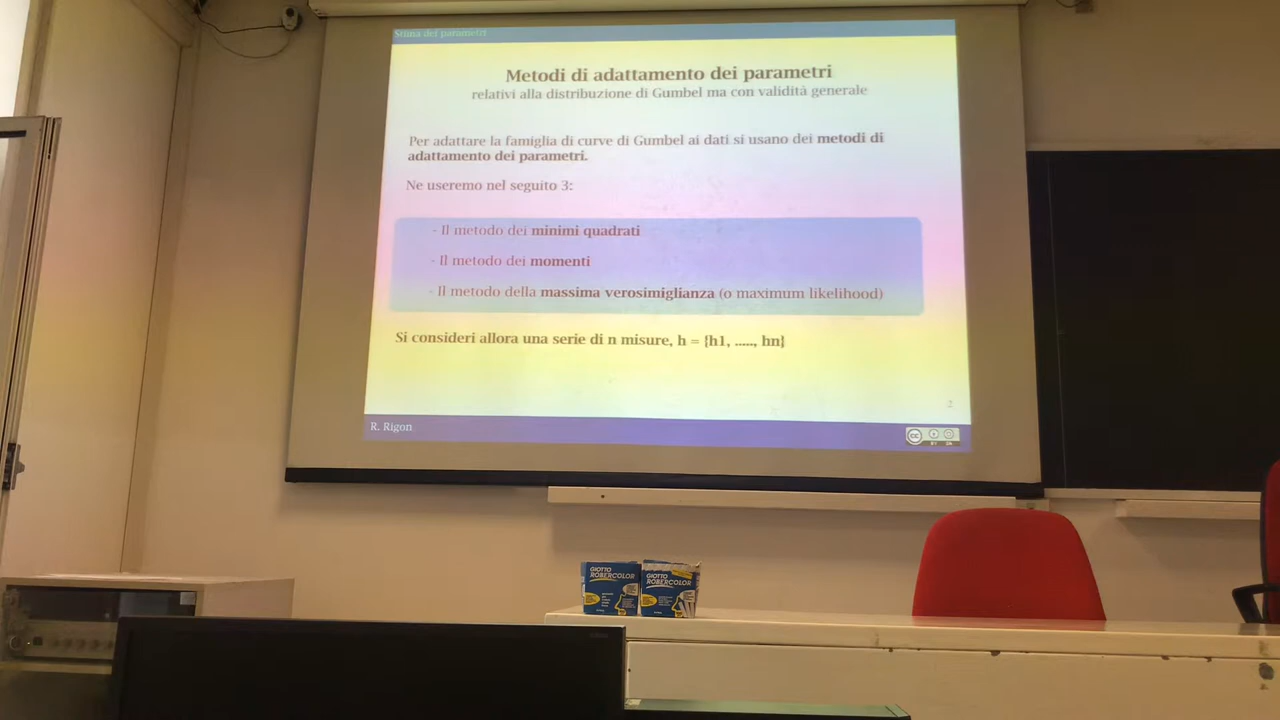 Stima dei parametri
Metodi di adattamento dei parametri
relativi alla distribuzione di Gumbel ma con validità generale
Per adattare la famiglia di curve di Gumbel ai dati si usano dei metodi di
adattamento dei parametri.
Ne useremo nel seguito 3:
- Il metodo dei minimi quadrati
- Il metodo dei momenti
- Il metodo della massima verosimiglianza (o maximum likelihood)
Si consideri allora una serie di n misure, h = {h1, ....., hn}
2
R. Rigon
cc
BY
GIOTTO
ROBERCOLOR
GIOTTO
ROBERCOLOR